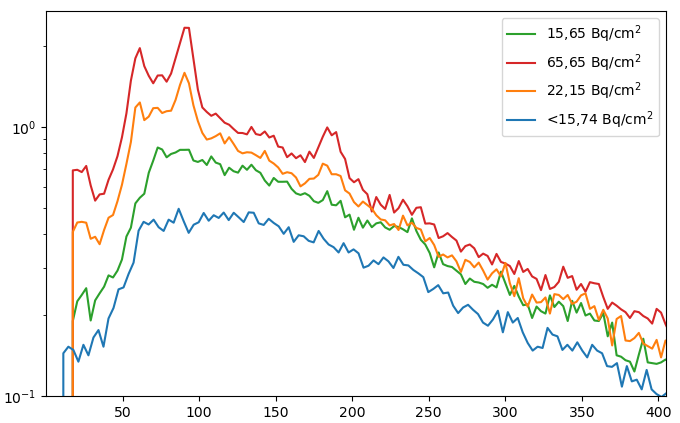 15,65 Bq/cm²
65,65 Bq/cm²
22,15 Bq/cm²
<15,74 Bq/cm²
10⁰
10⁻¹
50 100 150 200 250 300 350 400